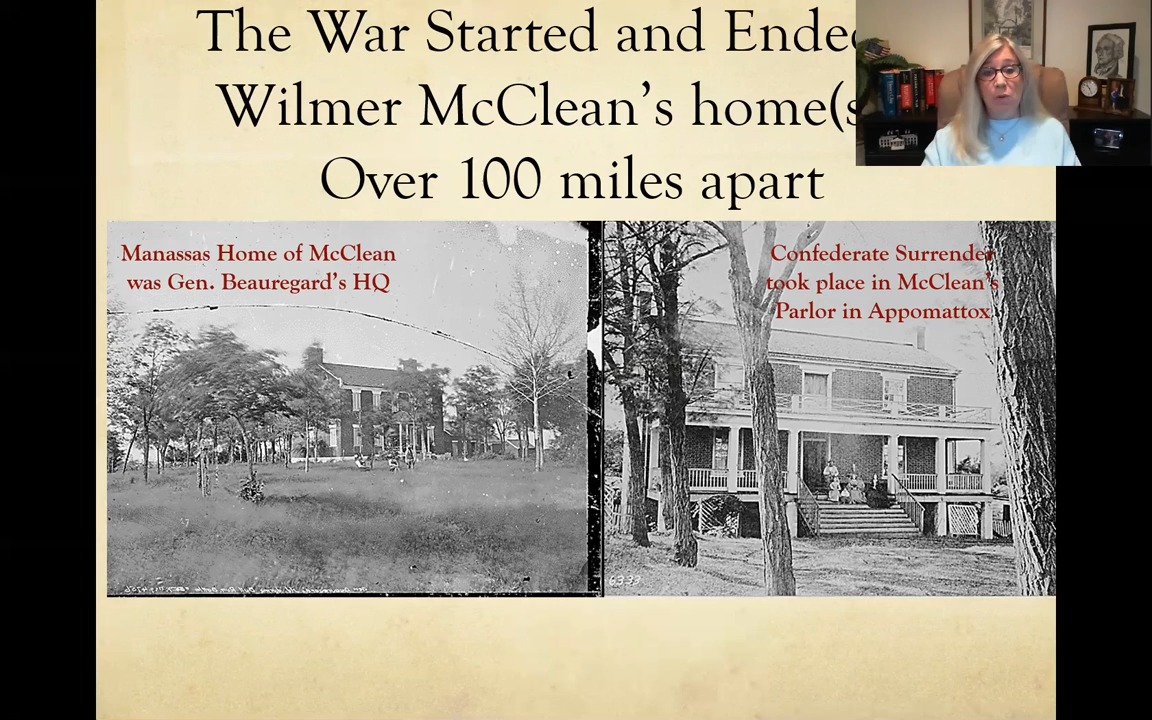 The War Started and Ende
Wilmer McClean's home(s
Over 100 miles apart
Manassas Home of McClean
was Gen. Beauregard's HQ
Confederate Surrender
took place in McClean's
Parlor in Appomattox
6333